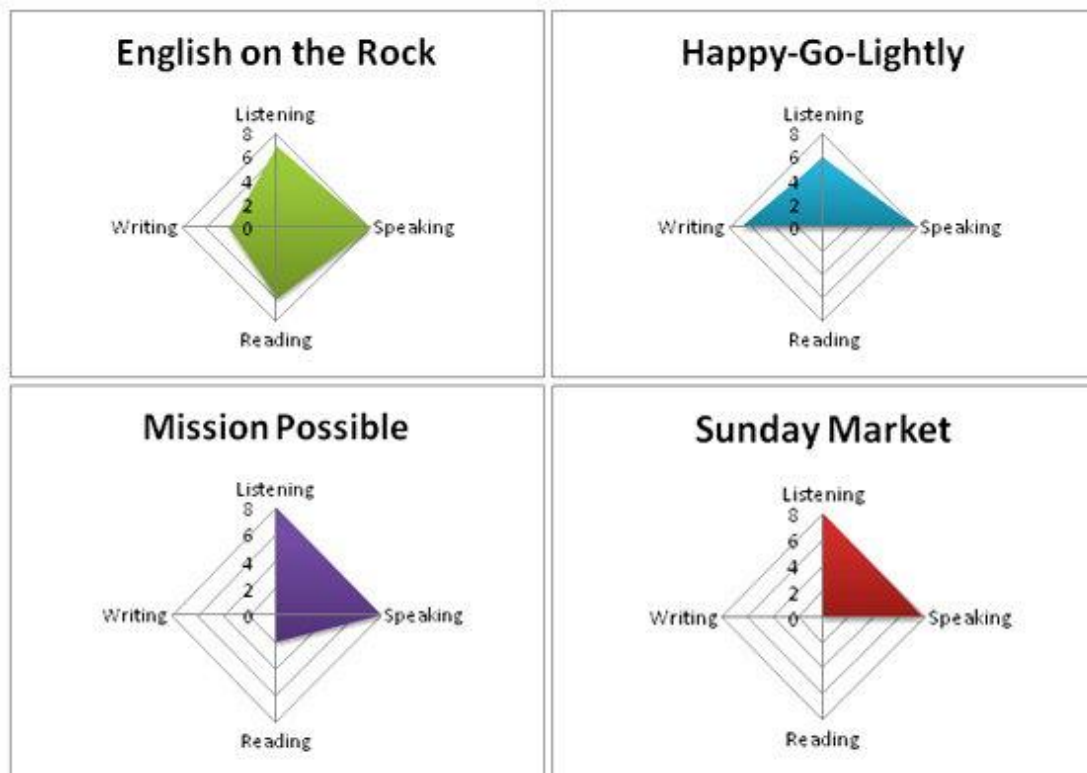 English on the Rock
Listening
8
6
4
2
0
Writing
Speaking
Reading
Happy-Go-Lightly
Listening
8
6
4
2
0
Writing
Speaking
Reading
Mission Possible
Listening
8
6
4
2
0
Writing
Speaking
Reading
Sunday Market
Listening
8
6
4
2
0
Writing
Speaking
Reading